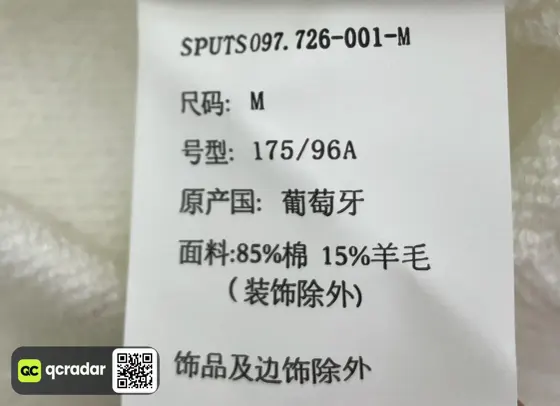 SPUTS097.726-001-M
尺码: M
号型: 175/96A
原产国: 葡萄牙
面料:85%棉 15%羊毛
(装饰除外)
饰品及边饰除外
QC qcradar